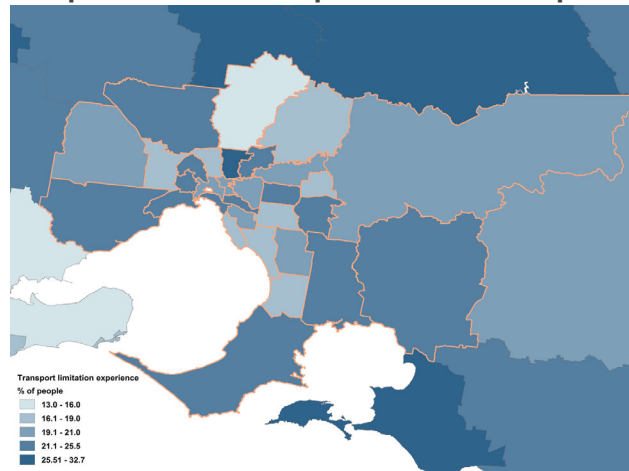 Transport limitation experience
% of people
13.0 - 16.0
16.1 - 19.0
19.1 - 21.0
21.1 - 25.5
25.51 - 32.7